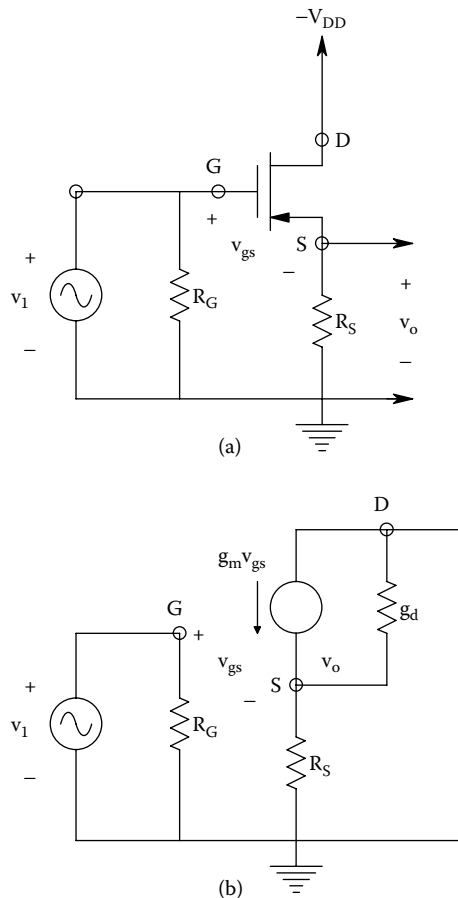 −V_DD
D
G
+
v_gs
S
−
+
v_1
−
R_G
R_S
+
v_o
−
(a)
D
g_m v_gs
g_d
G
+
v_gs
v_o
S
−
+
v_1
−
R_G
R_S
(b)